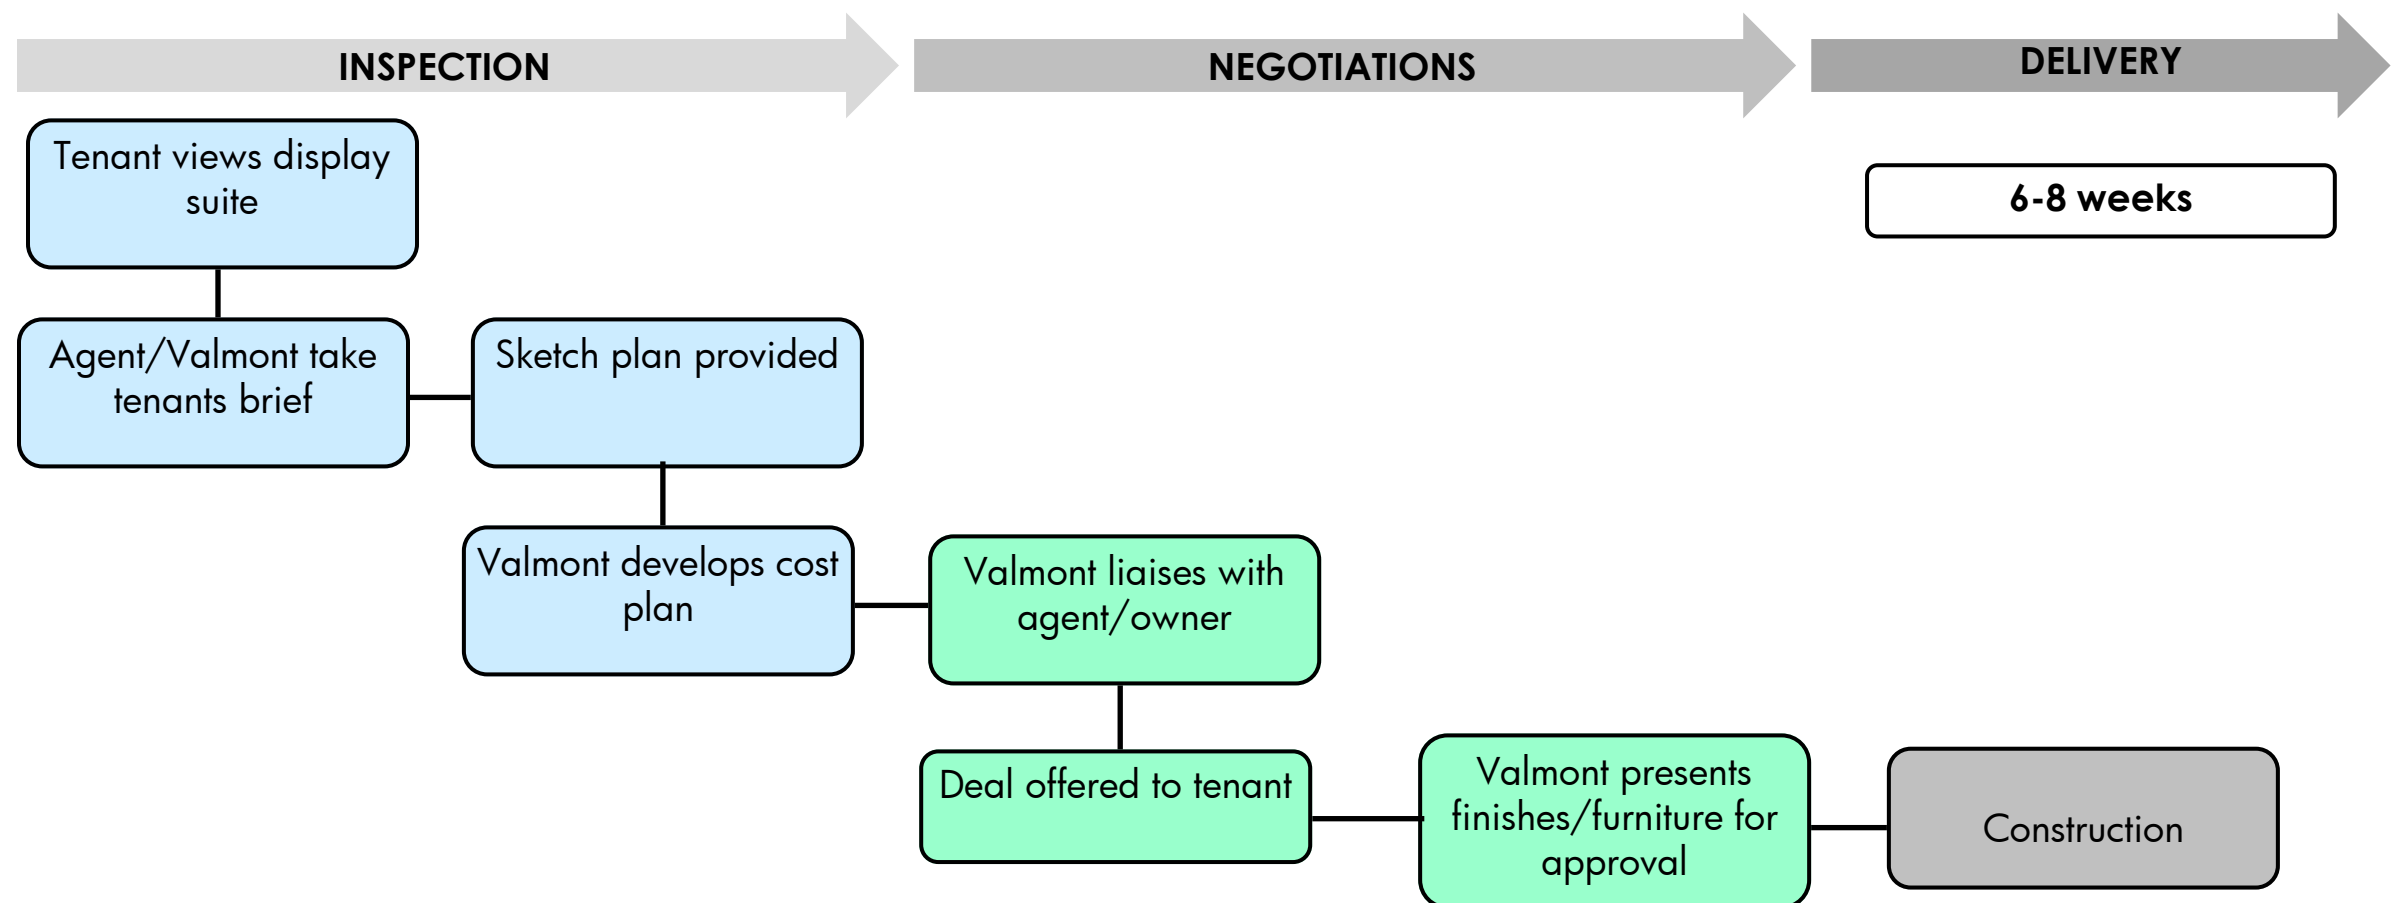 INSPECTION
NEGOTIATIONS
DELIVERY
Tenant views display
suite
6-8 weeks
Agent/Valmont take
tenants brief
Sketch plan provided
Valmont develops cost
plan
Valmont liaises with
agent/owner
Deal offered to tenant
Valmont presents
finishes/furniture for
approval
Construction